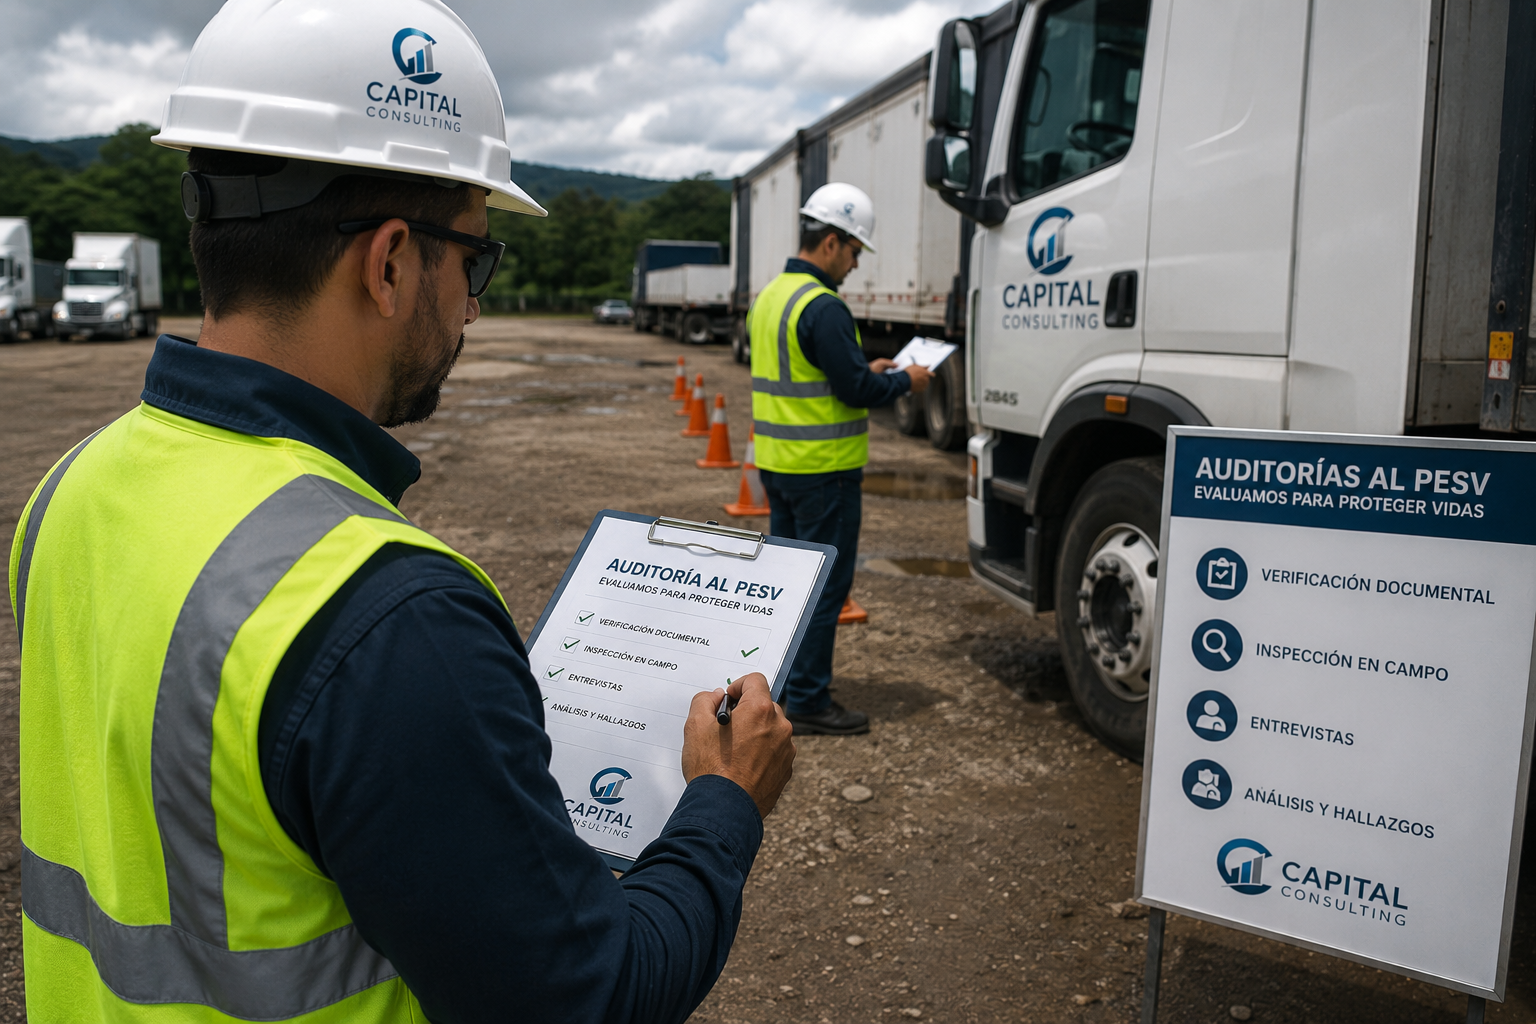 CAPITAL
CONSULTING
CAPITAL
CONSULTING
2845
AUDITORÍA AL PESV
EVALUAMOS PARA PROTEGER VIDAS
VERIFICACIÓN DOCUMENTAL
INSPECCIÓN EN CAMPO
ENTREVISTAS
ANÁLISIS Y HALLAZGOS
CAPITAL
CONSULTING
AUDITORÍAS AL PESV
EVALUAMOS PARA PROTEGER VIDAS
VERIFICACIÓN DOCUMENTAL
INSPECCIÓN EN CAMPO
ENTREVISTAS
ANÁLISIS Y HALLAZGOS
CAPITAL
CONSULTING